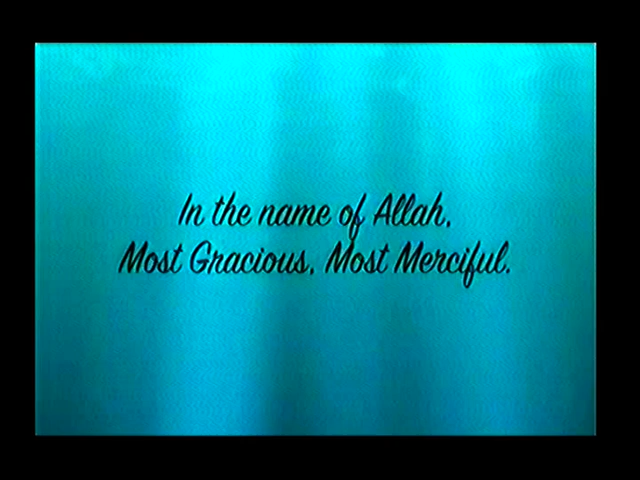 In the name of Allah,
Most Gracious, Most Merciful.